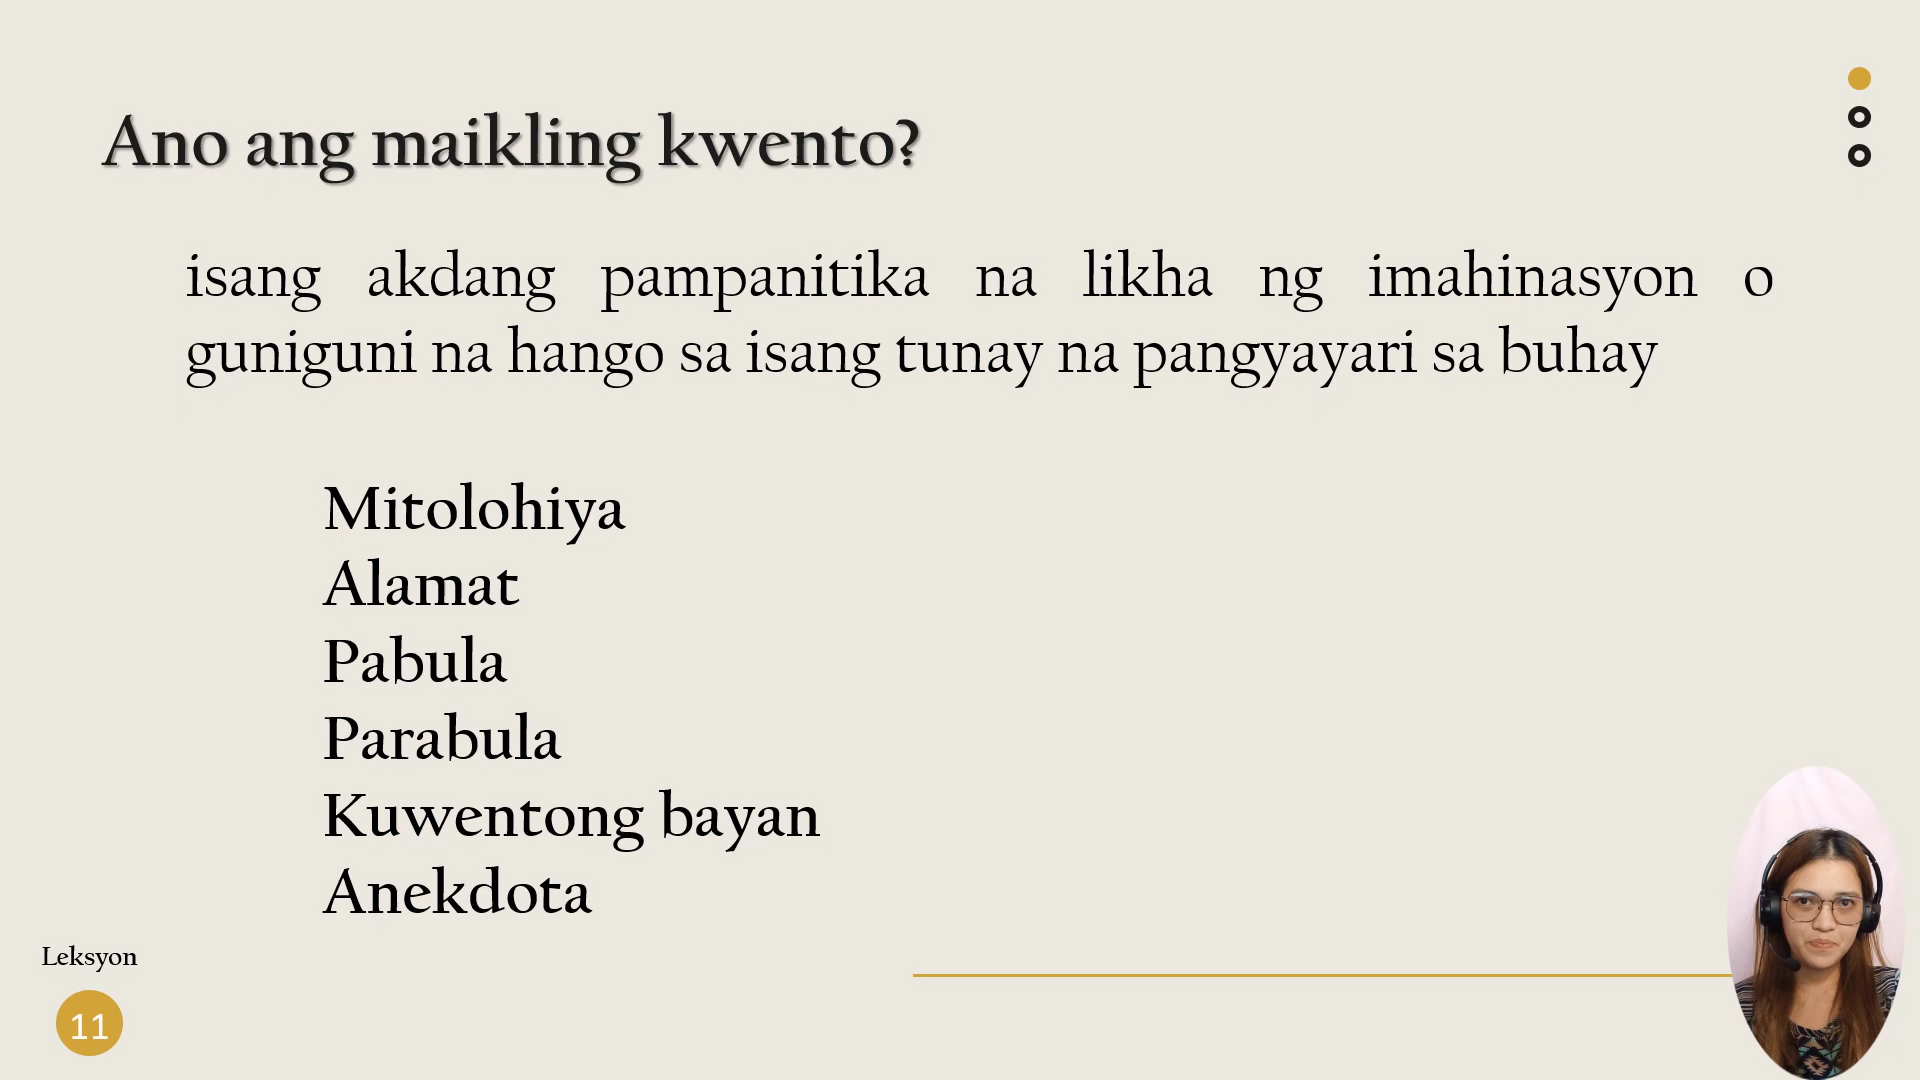 Ano ang maikling kwento?
isang akdang pampanitika na likha ng imahinasyon o
guniguni na hango sa isang tunay na pangyayari sa buhay
Mitolohiya
Alamat
Pabula
Parabula
Kuwentong bayan
Anekdota
Leksyon
11